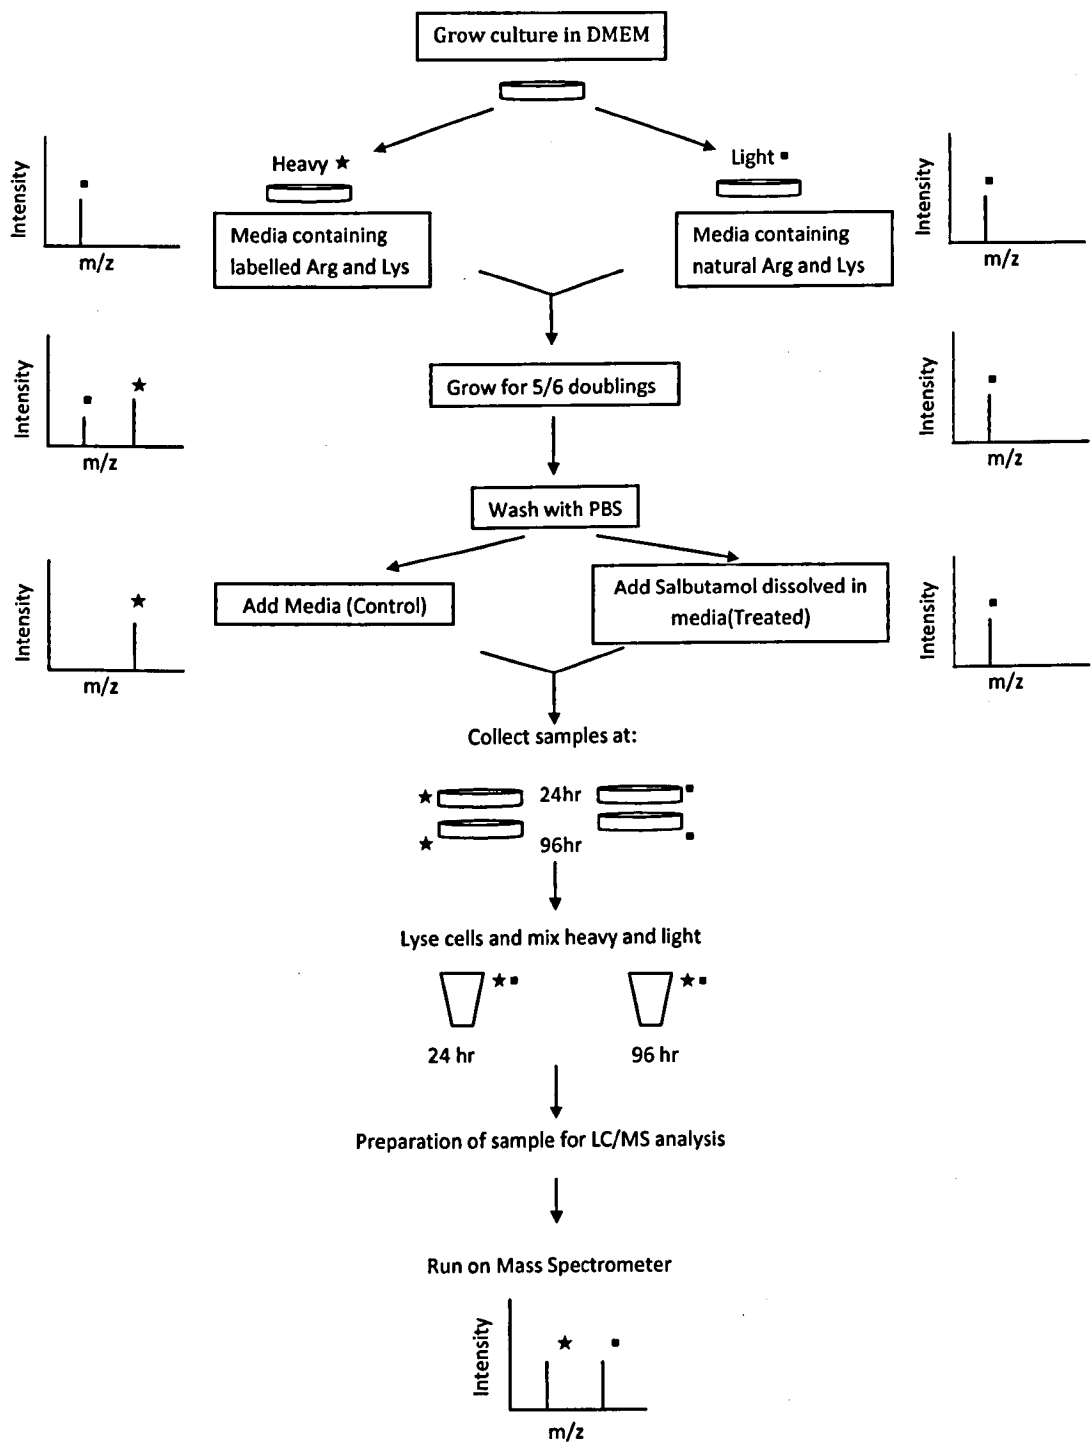 Grow culture in DMEM
Heavy ★
Light ■
Intensity
m/z
Media containing
labelled Arg and Lys
Media containing
natural Arg and Lys
Intensity
m/z
Intensity
m/z
Grow for 5/6 doublings
Intensity
m/z
Wash with PBS
Intensity
m/z
Add Media (Control)
Add Salbutamol dissolved in
media(Treated)
Intensity
m/z
Collect samples at:
24hr
96hr
Lyse cells and mix heavy and light
24 hr
96 hr
Preparation of sample for LC/MS analysis
Run on Mass Spectrometer
Intensity
m/z